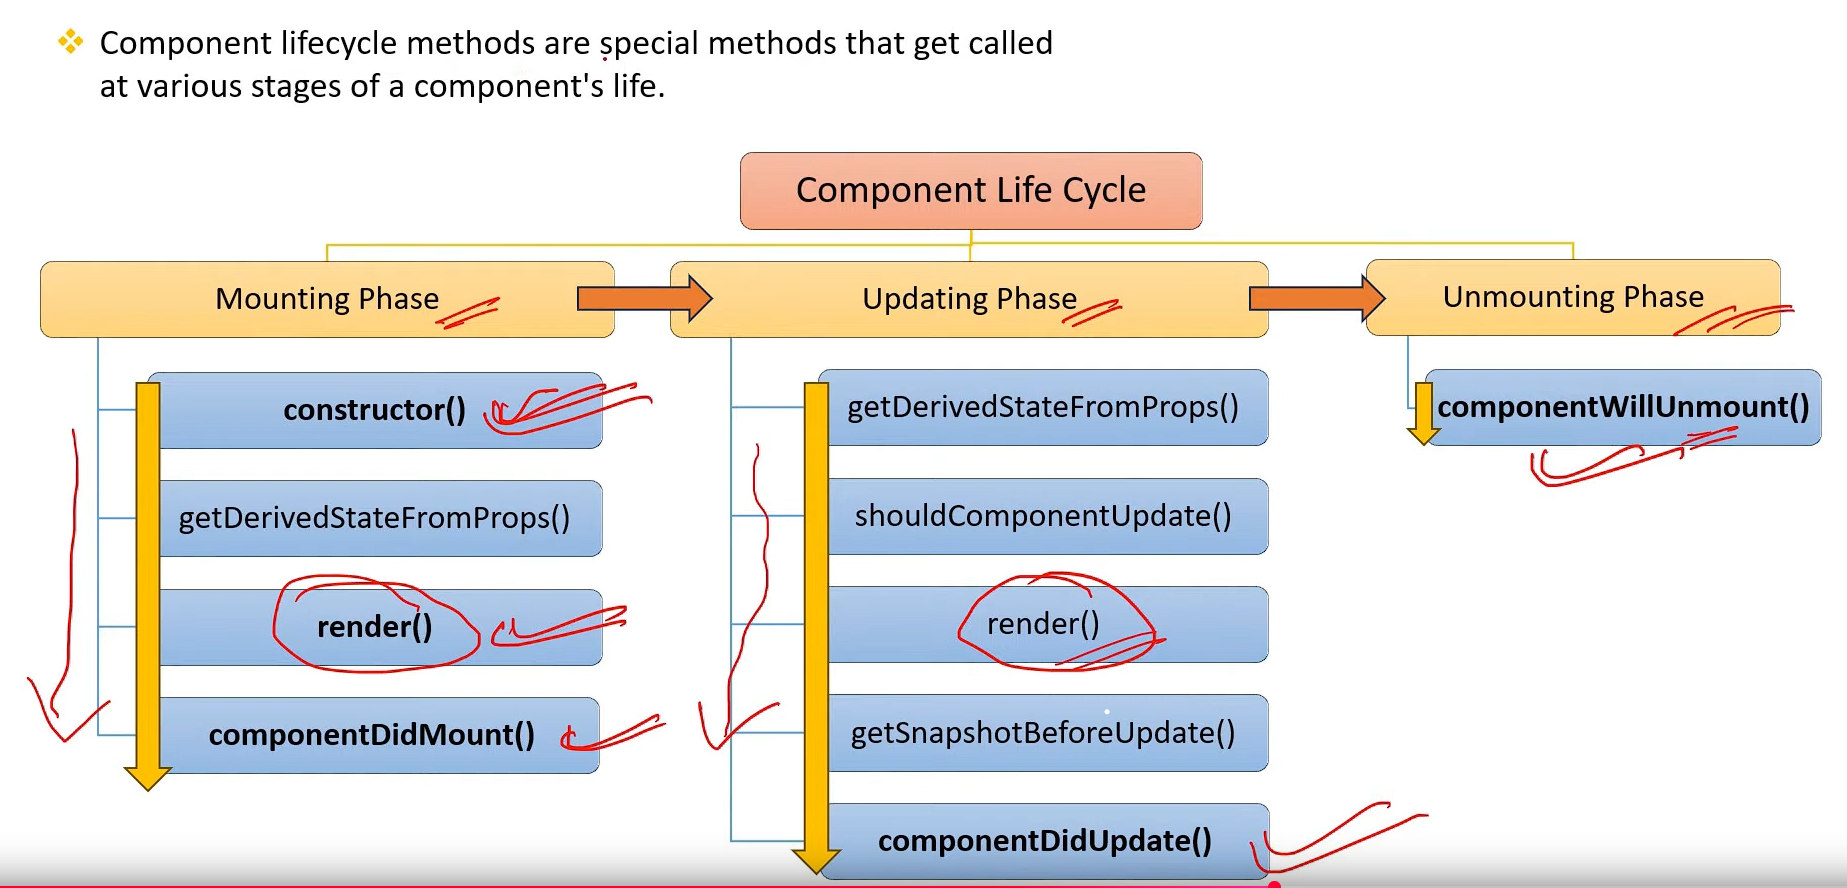 Component lifecycle methods are special methods that get called
at various stages of a component's life.
Component Life Cycle
Mounting Phase
constructor()
getDerivedStateFromProps()
render()
componentDidMount()
Updating Phase
getDerivedStateFromProps()
shouldComponentUpdate()
render()
getSnapshotBeforeUpdate()
componentDidUpdate()
Unmounting Phase
componentWillUnmount()